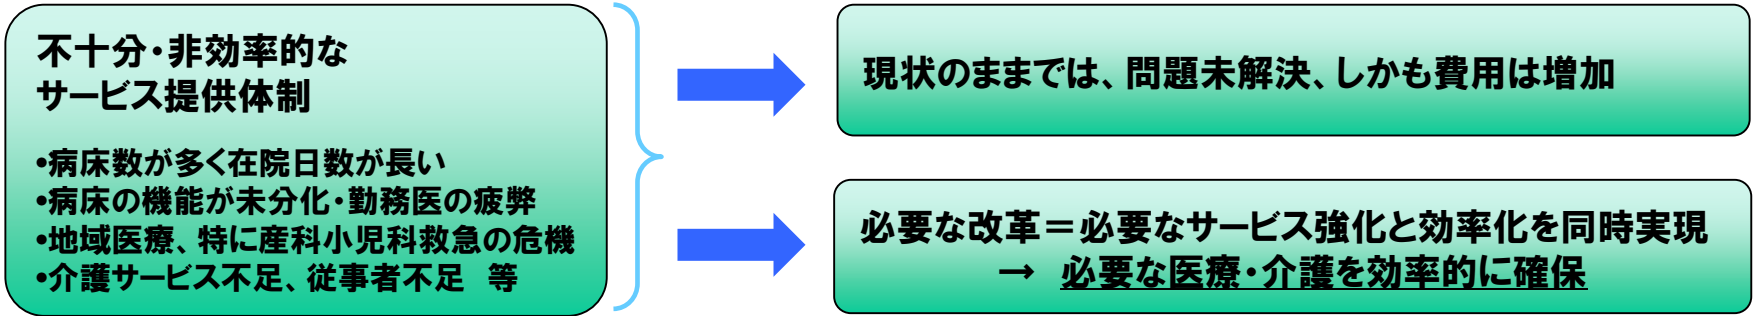 不十分・非効率的な
サービス提供体制
•病床数が多く在院日数が長い
•病床の機能が未分化・勤務医の疲弊
•地域医療、特に産科小児科救急の危機
•介護サービス不足、従事者不足　等
現状のままでは、問題未解決、しかも費用は増加
必要な改革＝必要なサービス強化と効率化を同時実現
→　必要な医療・介護を効率的に確保